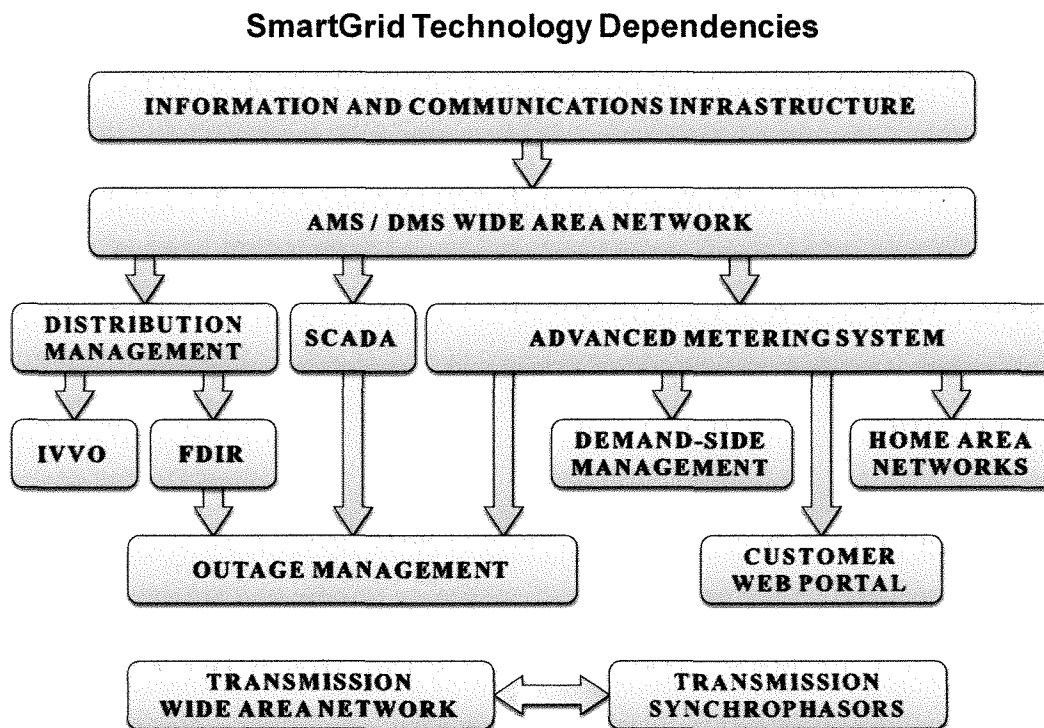 SmartGrid Technology Dependencies
INFORMATION AND COMMUNICATIONS INFRASTRUCTURE
AMS / DMS WIDE AREA NETWORK
DISTRIBUTION
MANAGEMENT
SCADA
ADVANCED METERING SYSTEM
IVVO
FDIR
DEMAND-SIDE
MANAGEMENT
HOME AREA
NETWORKS
OUTAGE MANAGEMENT
CUSTOMER
WEB PORTAL
TRANSMISSION
WIDE AREA NETWORK
TRANSMISSION
SYNCHROPHASORS